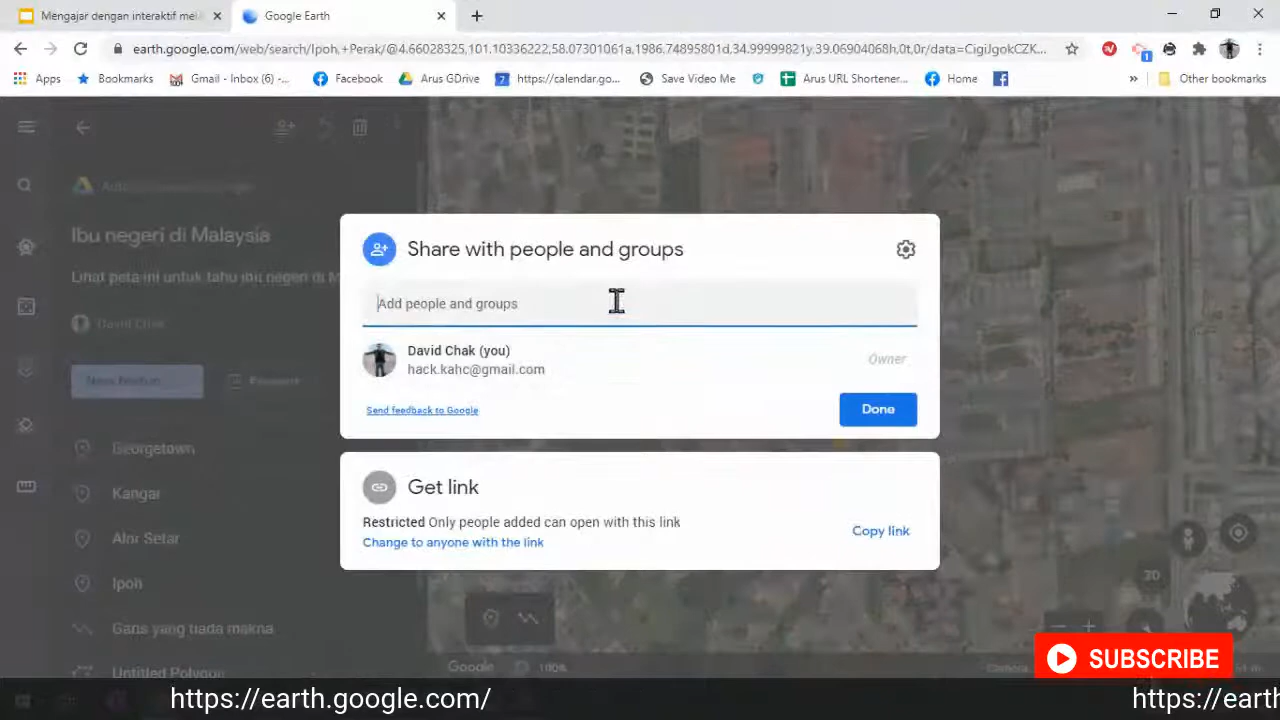 Mengajar dengan interaktif mel
Google Earth
earth.google.com/web/search/Ipoh,+Perak/@4.66028325,101.10336222,58.07301061a,1986.74895801d,34.99999821y,39.06904068h,0t,0r/data=CigiJgokCZK...
Apps
Bookmarks
Gmail - Inbox (6) -...
Facebook
Arus GDrive
https://calendar.go...
Save Video Me
Arus URL Shortener...
Home
Other bookmarks
Ibu negeri di Malaysia
Lihat peta ini untuk tahu ibu negeri di M
David Chak
Georgetown
Kangar
Alor Setar
Ipoh
Garis yang tiada makna
Untitled Polygon
Share with people and groups
Add people and groups
David Chak (you)
hack.kahc@gmail.com
Owner
Send feedback to Google
Done
Get link
Restricted Only people added can open with this link
Change to anyone with the link
Copy link
Google
100%
Camera
SUBSCRIBE
https://earth.google.com/
https://earth